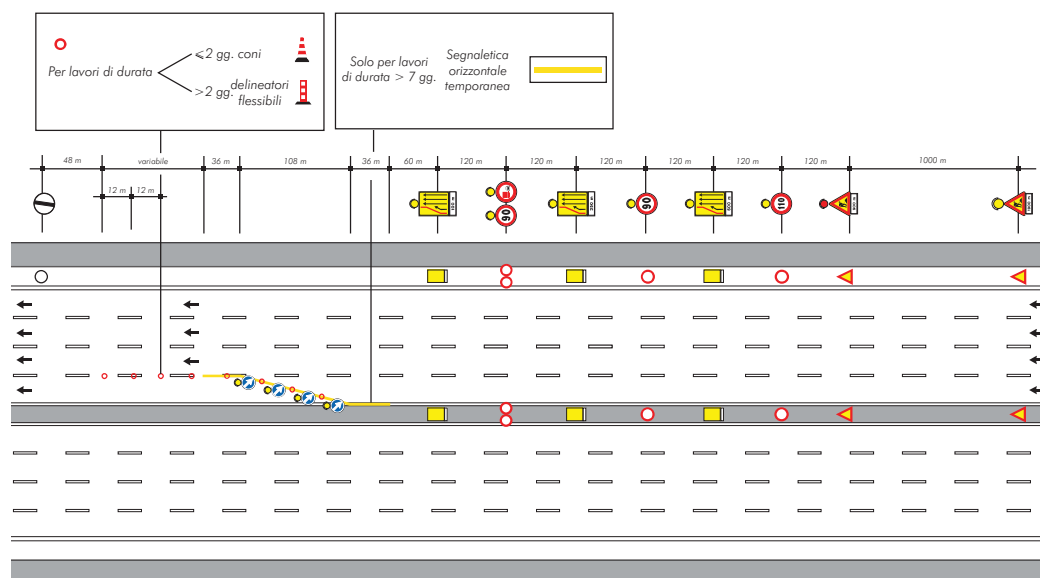 Per lavori di durata
⩽2 gg. coni
>2 gg. delineatori
flessibili
Solo per lavori
di durata > 7 gg.
Segnaletica
orizzontale
temporanea
48 m
variabile
36 m
108 m
36 m
60 m
120 m
120 m
120 m
120 m
120 m
120 m
1000 m
12 m
12 m
90
90
110